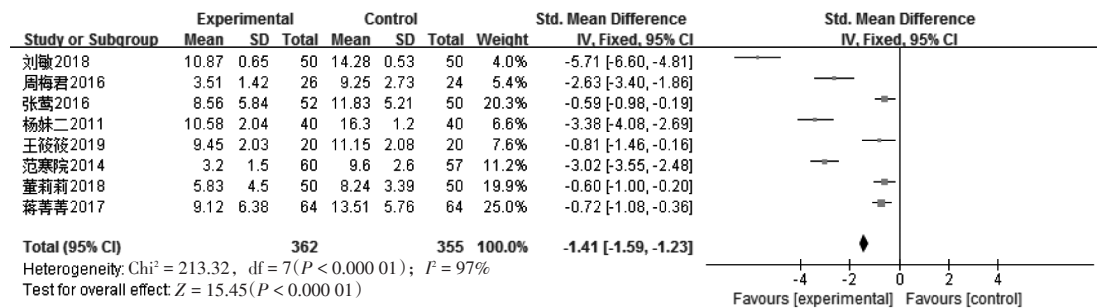 Experimental Control Std. Mean Difference Std. Mean Difference
Study or Subgroup Mean SD Total Mean SD Total Weight IV, Fixed, 95% CI IV, Fixed, 95% CI
刘敏2018 10.87 0.65 50 14.28 0.53 50 4.0% -5.71 [-6.60, -4.81]
周梅君2016 3.51 1.42 26 9.25 2.73 24 5.4% -2.63 [-3.40, -1.86]
张莺2016 8.56 5.84 52 11.83 5.21 50 20.3% -0.59 [-0.98, -0.19]
杨妹二2011 10.58 2.04 40 16.3 1.2 40 6.6% -3.38 [-4.08, -2.69]
王筱筱2019 9.45 2.03 20 11.15 2.08 20 7.6% -0.81 [-1.46, -0.16]
范寒院2014 3.2 1.5 60 9.6 2.6 57 11.2% -3.02 [-3.55, -2.48]
董莉莉2018 5.83 4.5 50 8.24 3.39 50 19.9% -0.60 [-1.00, -0.20]
蒋菁菁2017 9.12 6.38 64 13.51 5.76 64 25.0% -0.72 [-1.08, -0.36]
Total (95% CI) 362 355 100.0% -1.41 [-1.59, -1.23]
Heterogeneity: Chi² = 213.32, df = 7(P < 0.000 01); I² = 97%
Test for overall effect: Z = 15.45(P < 0.000 01)
-4 -2 0 2 4
Favours [experimental] Favours [control]